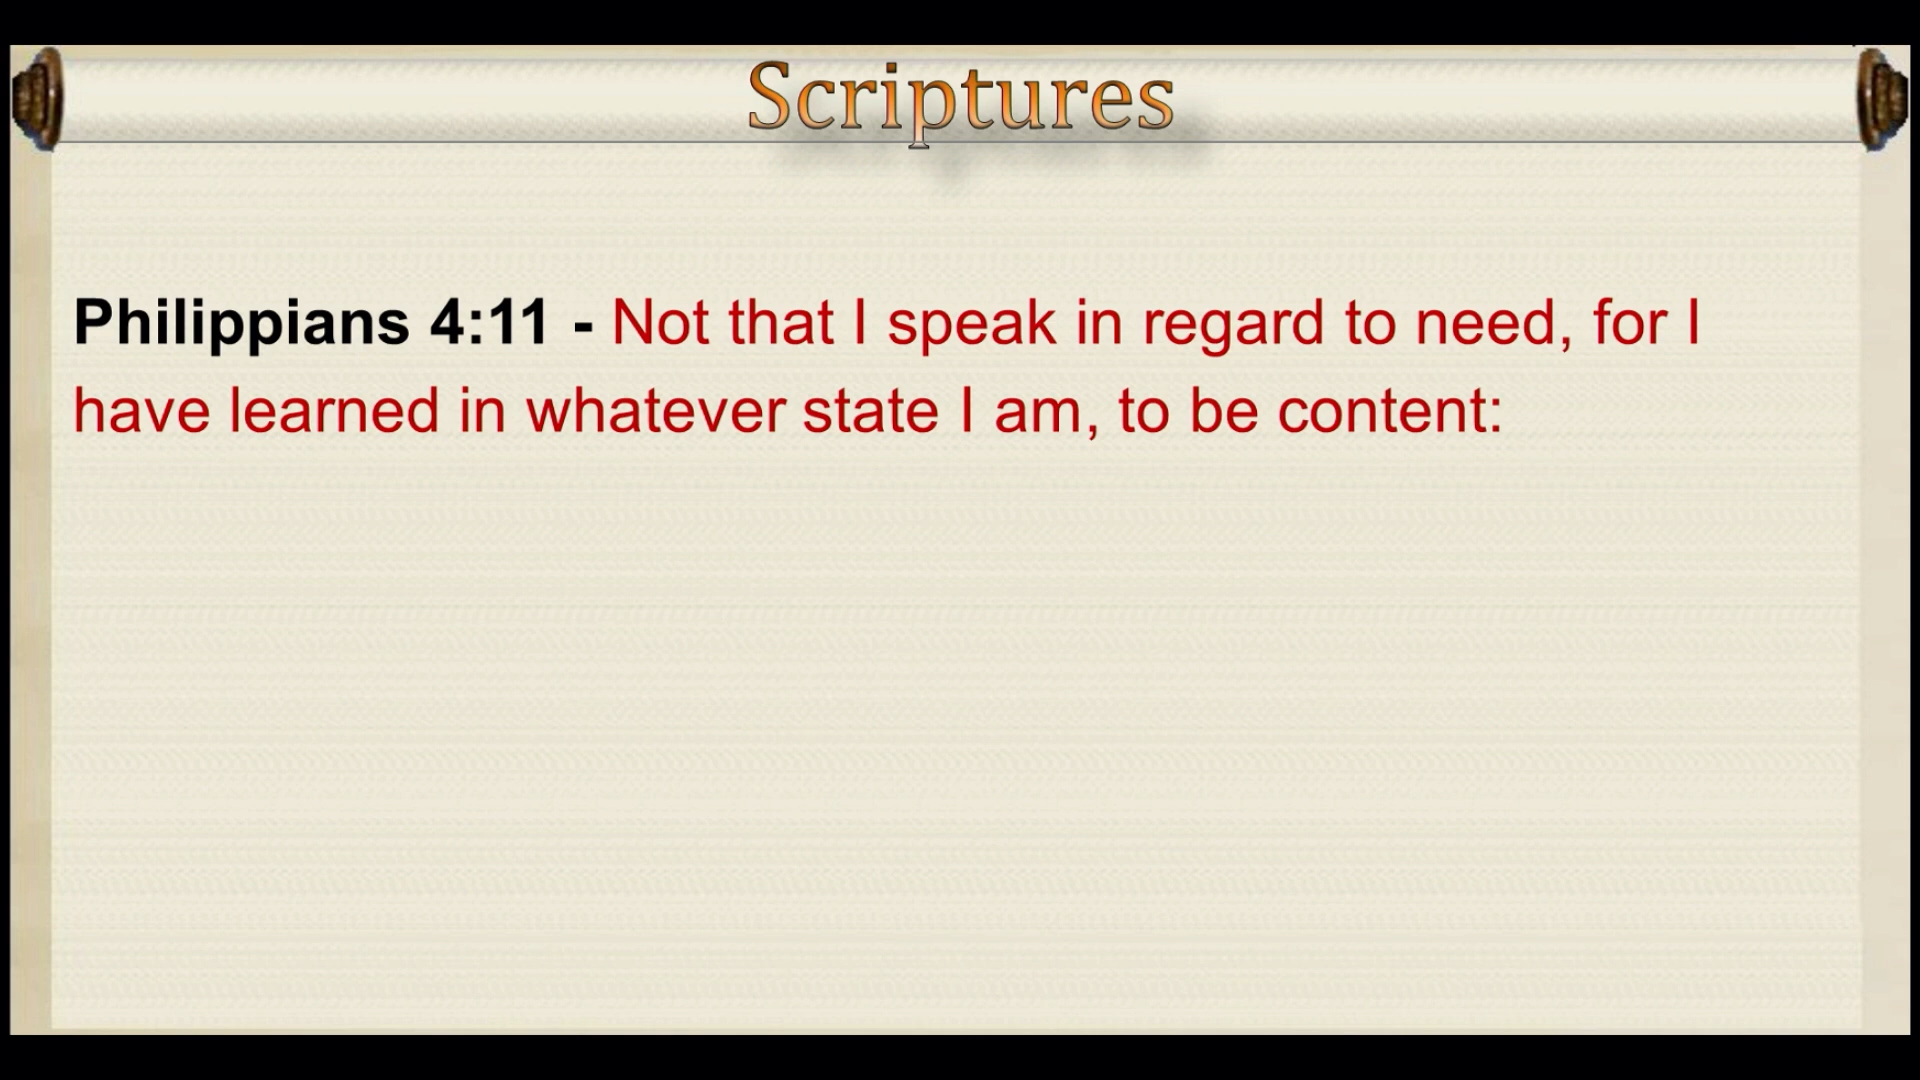 Scriptures
Philippians 4:11 - Not that I speak in regard to need, for I
have learned in whatever state I am, to be content: